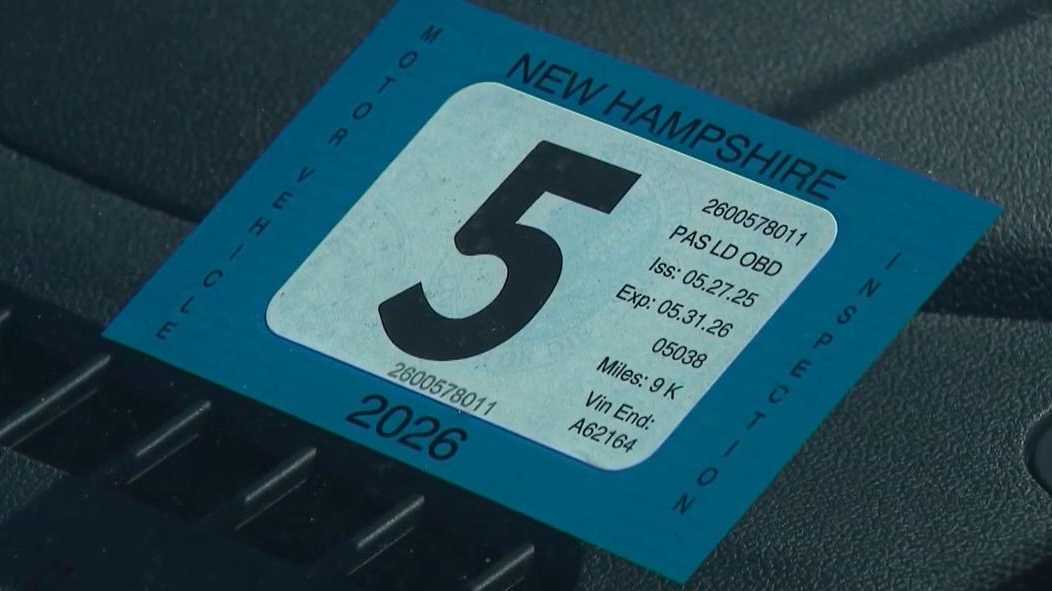 NEW HAMPSHIRE
MOTOR VEHICLE
5
2600578011
PAS LD OBD
Iss: 05.27.25
Exp: 05.31.26
05038
Miles: 9 K
Vin End:
A62164
2600578011
2026
INSPECTION